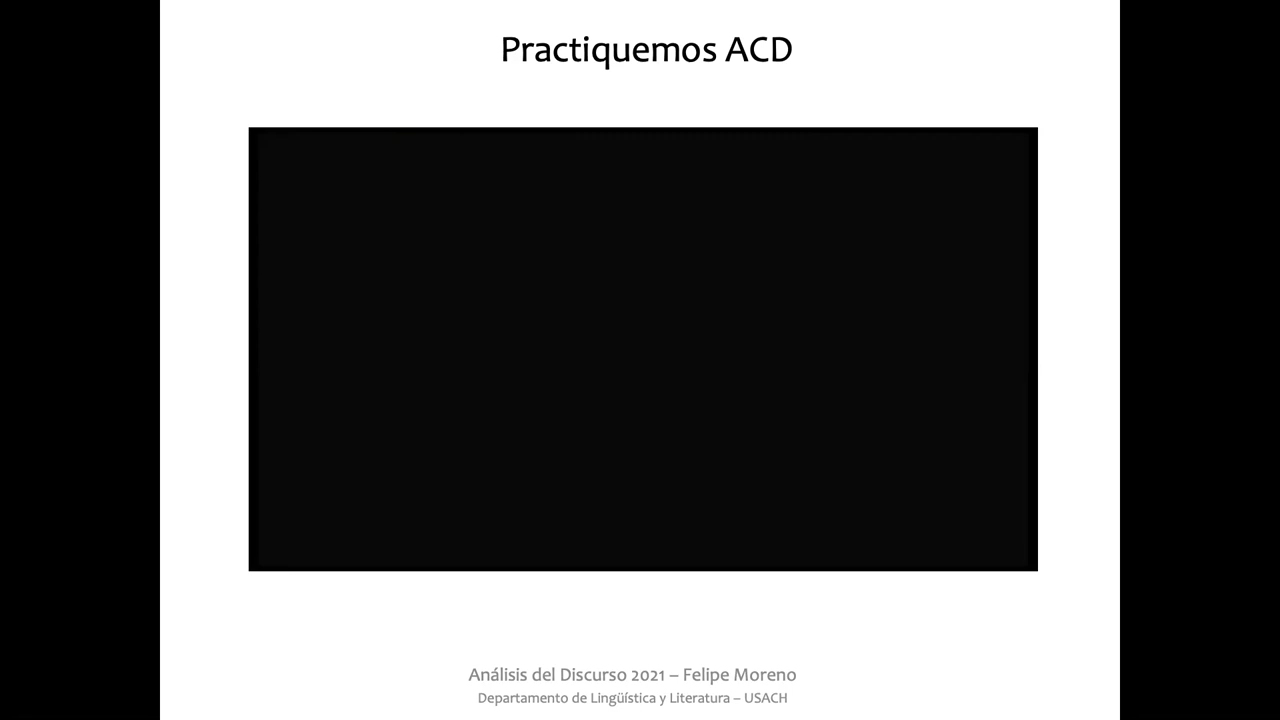 Practiquemos ACD
Análisis del Discurso 2021 – Felipe Moreno
Departamento de Lingüística y Literatura – USACH